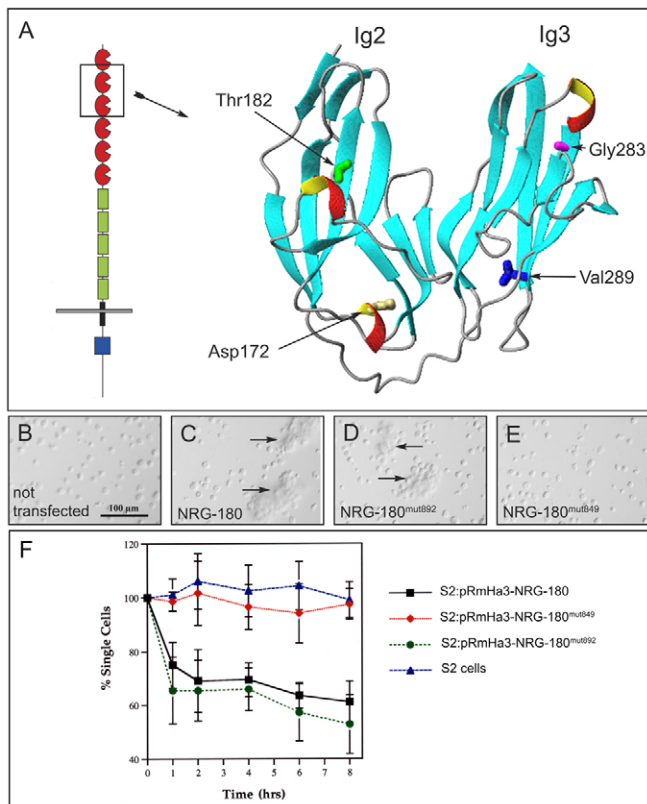 A
Ig2
Ig3
Thr182
Gly283
Val289
Asp172
B
not
transfected
100 µm
C
NRG-180
D
NRG-180mut892
E
NRG-180mut849
F
% Single Cells
120
100
80
60
40
0 1 2 3 4 5 6 7 8
Time (hrs)
S2:pRmHa3-NRG-180
S2:pRmHa3-NRG-180mut849
S2:pRmHa3-NRG-180mut892
S2 cells